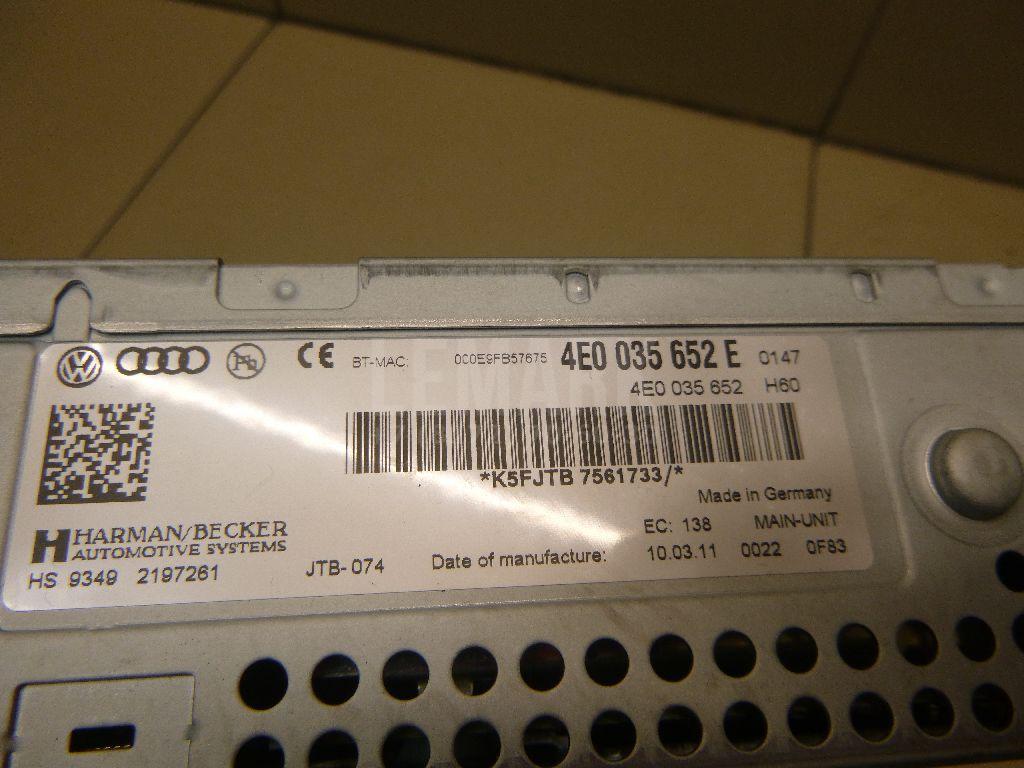 BT-MAC: 0C0E9FB57675 4E0 035 652 E 0147
4E0 035 652 H60
*K5FJTB 7561733/*
Made in Germany
EC: 138 MAIN-UNIT
HARMAN/BECKER
AUTOMOTIVE SYSTEMS
HS 9349 2197261 JTB-074 Date of manufacture: 10.03.11 0022 0F83